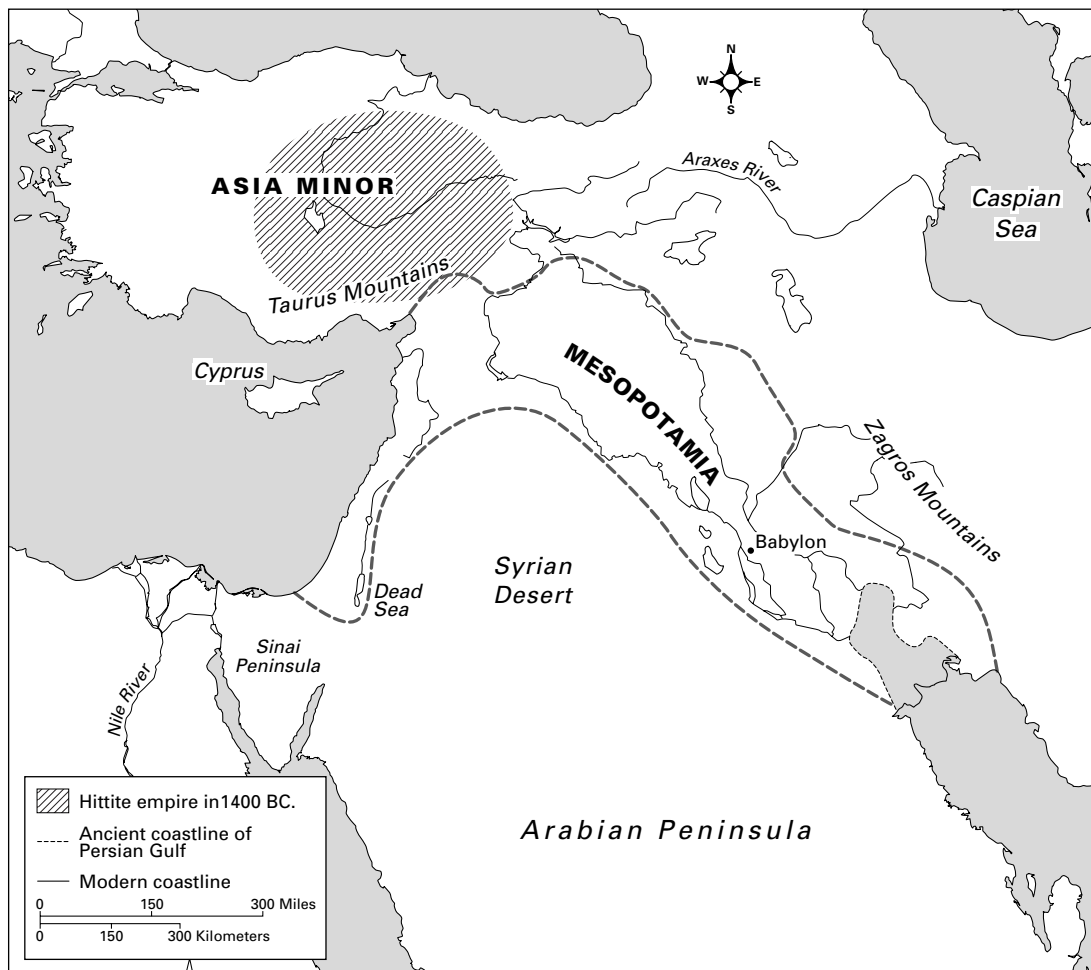 N
W
E
S
ASIA MINOR
Araxes River
Caspian
Sea
Taurus Mountains
Cyprus
MESOPOTAMIA
Zagros Mountains
Babylon
Syrian
Desert
Dead
Sea
Sinai
Peninsula
Nile River
Arabian Peninsula
Hittite empire in1400 BC.
Ancient coastline of
Persian Gulf
Modern coastline
0 150 300 Miles
0 150 300 Kilometers